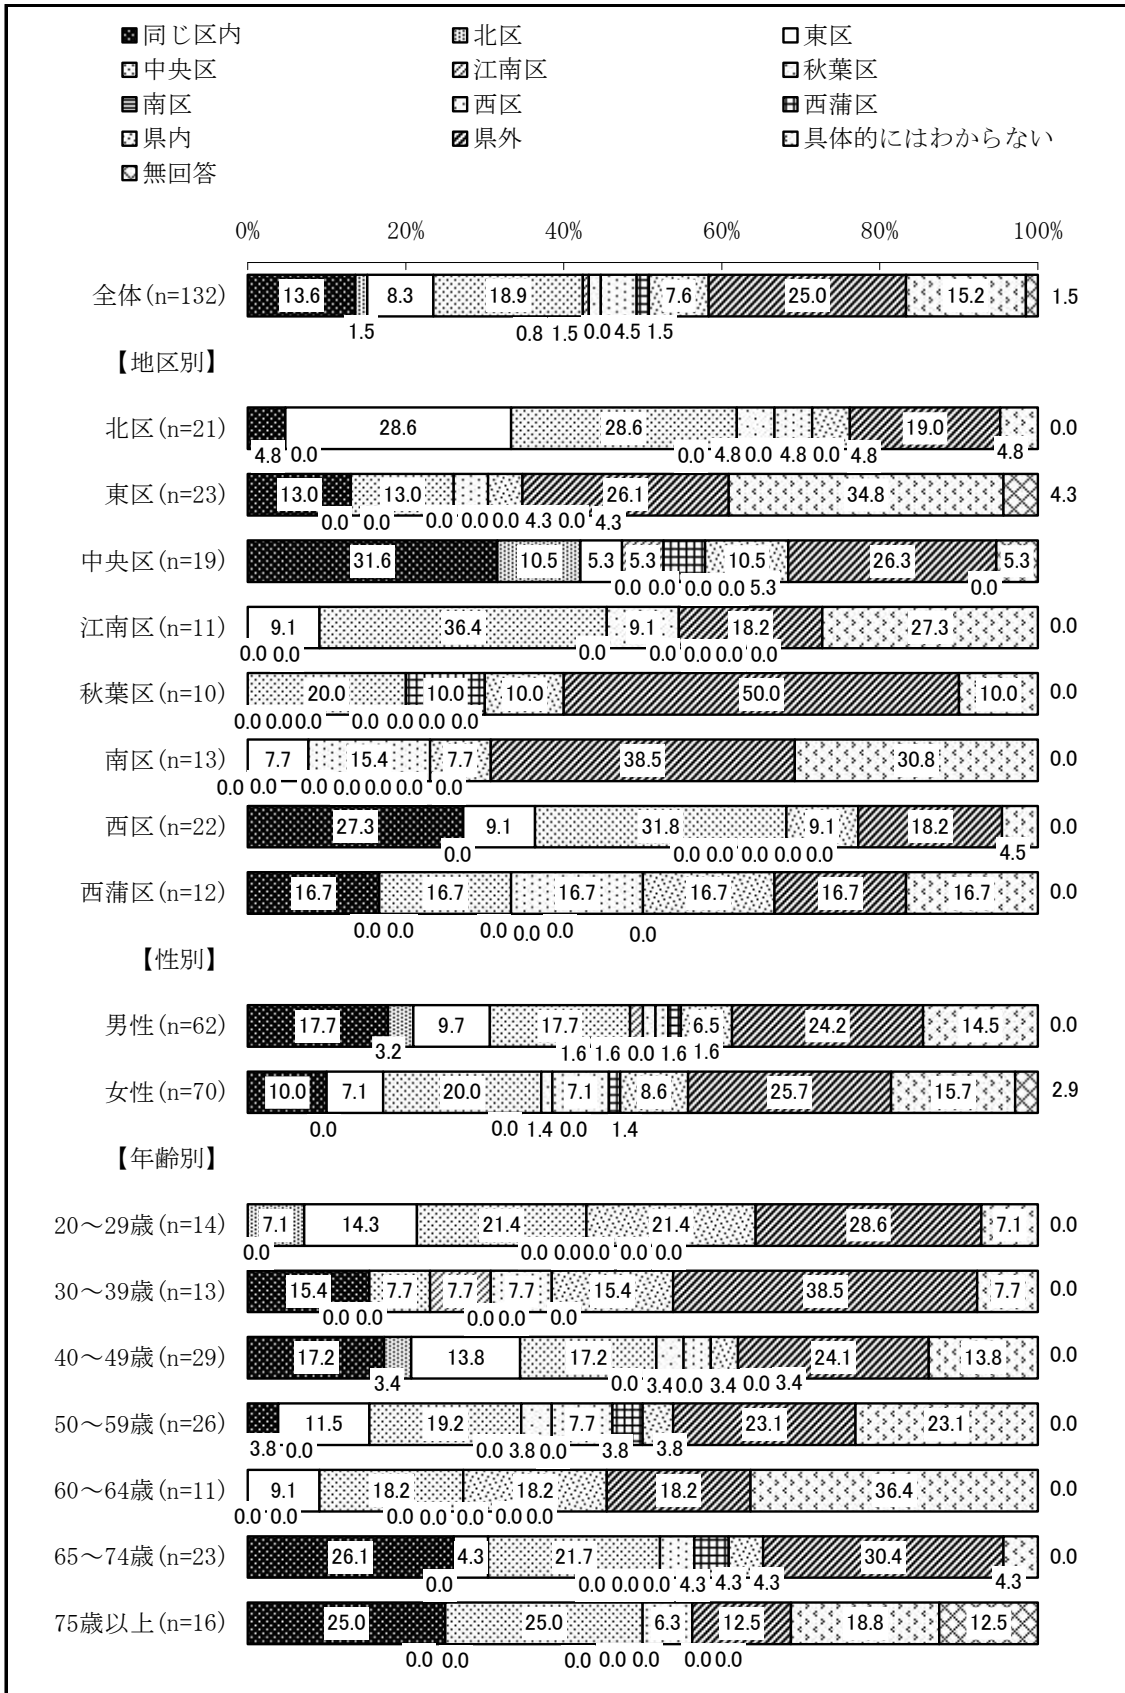 同じ区内 北区 東区
中央区 江南区 秋葉区
南区 西区 西蒲区
県内 県外 具体的にはわからない
無回答
0% 20% 40% 60% 80% 100%
全体(n=132) 13.6 8.3 18.9 7.6 25.0 15.2 1.5
1.5 0.8 1.5 0.0 4.5 1.5
【地区別】
北区(n=21) 28.6 28.6 19.0 0.0
4.8 0.0 0.0 4.8 0.0 4.8 0.0 4.8 4.8
東区(n=23) 13.0 13.0 26.1 34.8 4.3
0.0 0.0 0.0 0.0 0.0 4.3 0.0 4.3
中央区(n=19) 31.6 10.5 5.3 5.3 10.5 26.3 5.3
0.0 0.0 0.0 0.0 5.3 0.0
江南区(n=11) 9.1 36.4 9.1 18.2 27.3 0.0
0.0 0.0 0.0 0.0 0.0 0.0 0.0
秋葉区(n=10) 20.0 10.0 10.0 50.0 10.0 0.0
0.0 0.0 0.0 0.0 0.0 0.0 0.0
南区(n=13) 7.7 15.4 7.7 38.5 30.8 0.0
0.0 0.0 0.0 0.0 0.0 0.0 0.0
西区(n=22) 27.3 9.1 31.8 9.1 18.2 0.0
0.0 0.0 0.0 0.0 0.0 0.0 4.5
西蒲区(n=12) 16.7 16.7 16.7 16.7 16.7 16.7 0.0
0.0 0.0 0.0 0.0 0.0 0.0
【性別】
男性(n=62) 17.7 9.7 17.7 6.5 24.2 14.5 0.0
3.2 1.6 1.6 0.0 1.6 1.6
女性(n=70) 10.0 7.1 20.0 7.1 8.6 25.7 15.7 2.9
0.0 0.0 1.4 0.0 1.4
【年齢別】
20～29歳(n=14) 7.1 14.3 21.4 21.4 28.6 7.1 0.0
0.0 0.0 0.0 0.0 0.0 0.0
30～39歳(n=13) 15.4 7.7 7.7 7.7 15.4 38.5 7.7 0.0
0.0 0.0 0.0 0.0 0.0
40～49歳(n=29) 17.2 13.8 17.2 24.1 13.8 0.0
3.4 0.0 3.4 0.0 3.4 0.0 3.4
50～59歳(n=26) 11.5 19.2 7.7 23.1 23.1 0.0
3.8 0.0 0.0 3.8 0.0 3.8 3.8
60～64歳(n=11) 9.1 18.2 18.2 18.2 36.4 0.0
0.0 0.0 0.0 0.0 0.0 0.0 0.0
65～74歳(n=23) 26.1 4.3 21.7 30.4 0.0
0.0 0.0 0.0 0.0 4.3 4.3 4.3 4.3
75歳以上(n=16) 25.0 25.0 6.3 12.5 18.8 12.5
0.0 0.0 0.0 0.0 0.0 0.0 0.0